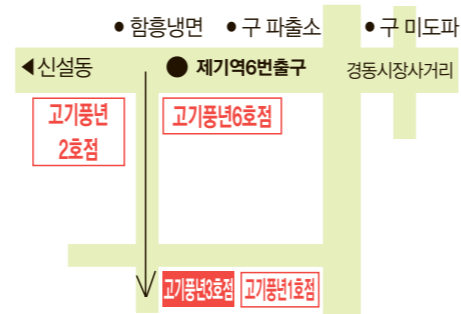 ● 함흥냉면 ● 구 파출소 ● 구 미도파
◀신설동 ● 제기역6번출구 경동시장사거리
고기풍년
2호점
고기풍년6호점
고기풍년3호점 고기풍년1호점